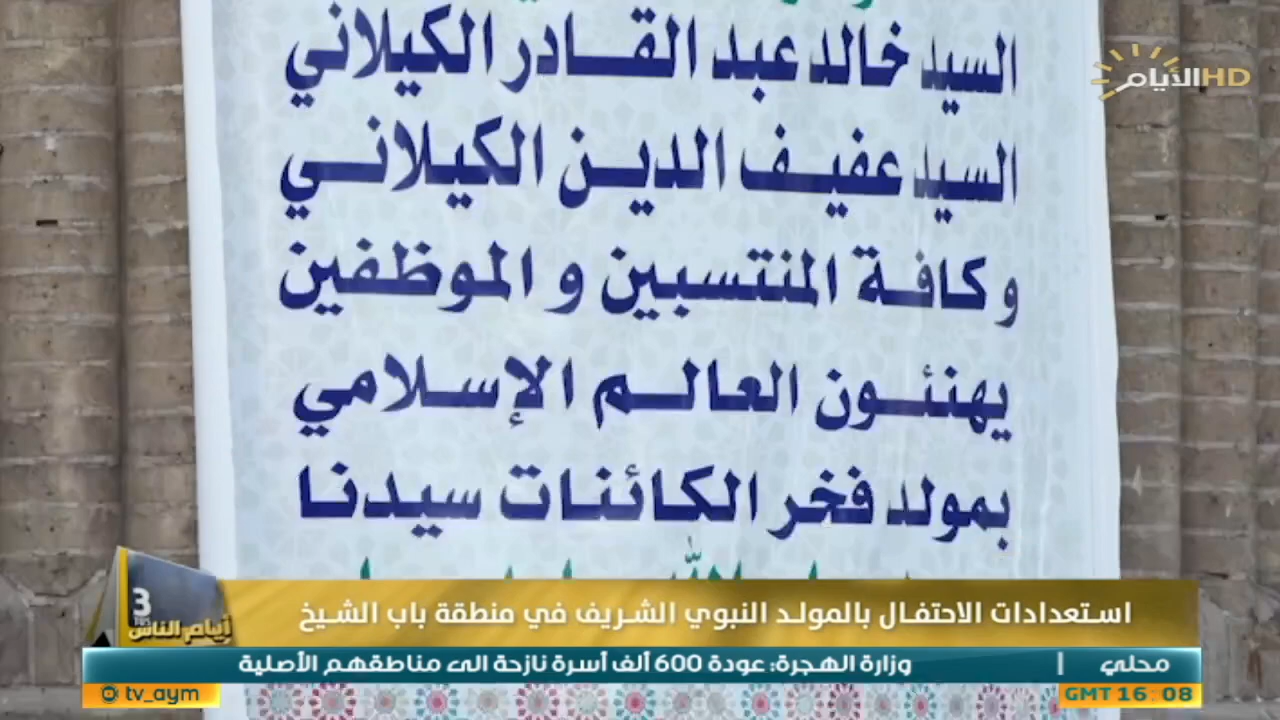 السيد خالد عبد القادر الكيلاني
السيد عفيف الدين الكيلاني
و كافة المنتسبين و الموظفين
يهنئون العالم الإسلامي
بمولد فخر الكائنات سيدنا
الأيام HD
استعدادات الاحتفال بالمولد النبوي الشريف في منطقة باب الشيخ
3
أيام الناس
محلي | وزارة الهجرة: عودة 600 ألف أسرة نازحة الى مناطقهم الأصلية
tv_aym
GMT 16:08